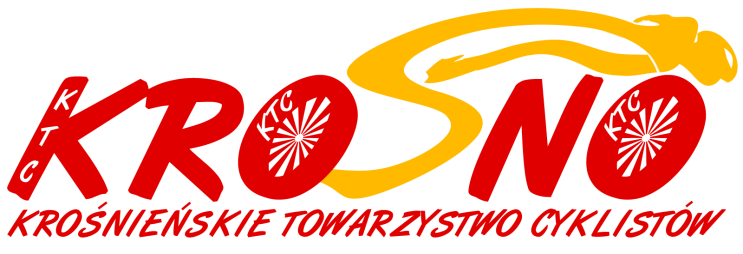 KTC
KROSNO
KTC
KTC
KROŚNIEŃSKIE TOWARZYSTWO CYKLISTÓW